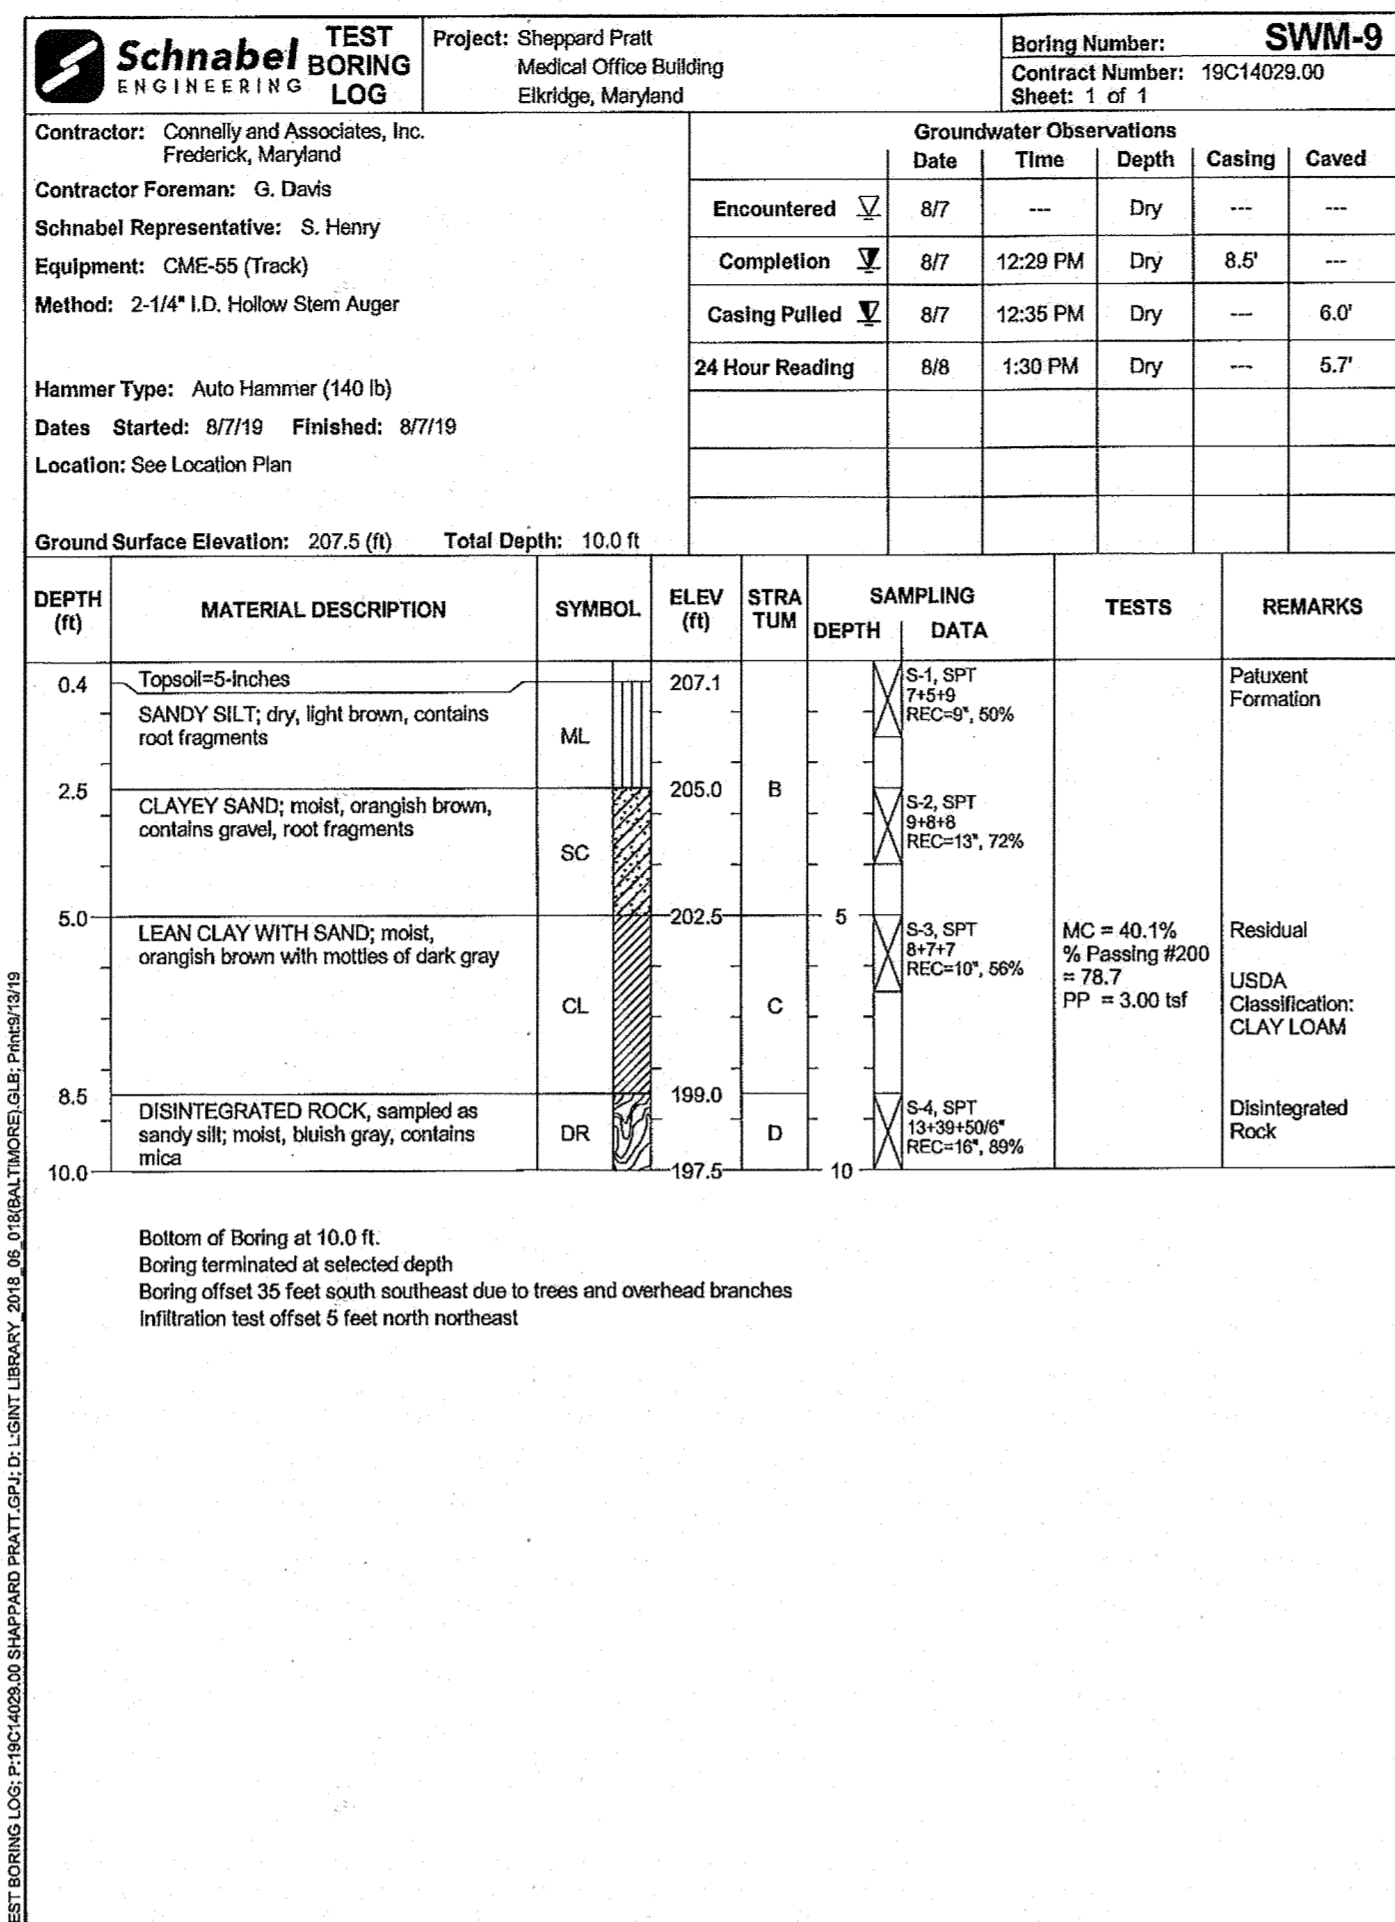 Schnabel
ENGINEERING
TEST
BORING
LOG
Project: Sheppard Pratt
Medical Office Building
Elkridge, Maryland
Boring Number: SWM-9
Contract Number: 19C14029.00
Sheet: 1 of 1
Contractor: Connelly and Associates, Inc.
Frederick, Maryland
Contractor Foreman: G. Davis
Schnabel Representative: S. Henry
Equipment: CME-55 (Track)
Method: 2-1/4" I.D. Hollow Stem Auger
Hammer Type: Auto Hammer (140 lb)
Dates Started: 8/7/19 Finished: 8/7/19
Location: See Location Plan
Ground Surface Elevation: 207.5 (ft) Total Depth: 10.0 ft
Groundwater Observations
Date Time Depth Casing Caved
Encountered 8/7 --- Dry --- ---
Completion 8/7 12:29 PM Dry 8.5' ---
Casing Pulled 8/7 12:35 PM Dry --- 6.0'
24 Hour Reading 8/8 1:30 PM Dry --- 5.7'
DEPTH
(ft)
MATERIAL DESCRIPTION
SYMBOL
ELEV
(ft)
STRA
TUM
SAMPLING
DEPTH DATA
TESTS
REMARKS
0.4
Topsoil=5-inches
207.1
SANDY SILT; dry, light brown, contains
root fragments
ML
S-1, SPT
7+5+9
REC=9", 50%
Patuxent
Formation
2.5
205.0
B
CLAYEY SAND; moist, orangish brown,
contains gravel, root fragments
SC
S-2, SPT
9+8+8
REC=13", 72%
5.0
202.5
5
LEAN CLAY WITH SAND; moist,
orangish brown with mottles of dark gray
CL
C
S-3, SPT
8+7+7
REC=10", 56%
MC = 40.1%
% Passing #200
= 78.7
PP = 3.00 tsf
Residual
USDA
Classification:
CLAY LOAM
8.5
199.0
DISINTEGRATED ROCK, sampled as
sandy silt; moist, bluish gray, contains
mica
DR
D
S-4, SPT
13+39+50/6"
REC=16", 89%
Disintegrated
Rock
10.0
197.5
10
Bottom of Boring at 10.0 ft.
Boring terminated at selected depth
Boring offset 35 feet south southeast due to trees and overhead branches
Infiltration test offset 5 feet north northeast
EST BORING LOG; P:19C14029.00 SHAPPARD PRATT.GPJ; D: L:GINT LIBRARY_2018_06_018(BALTIMORE).GLB; Print:9/13/19